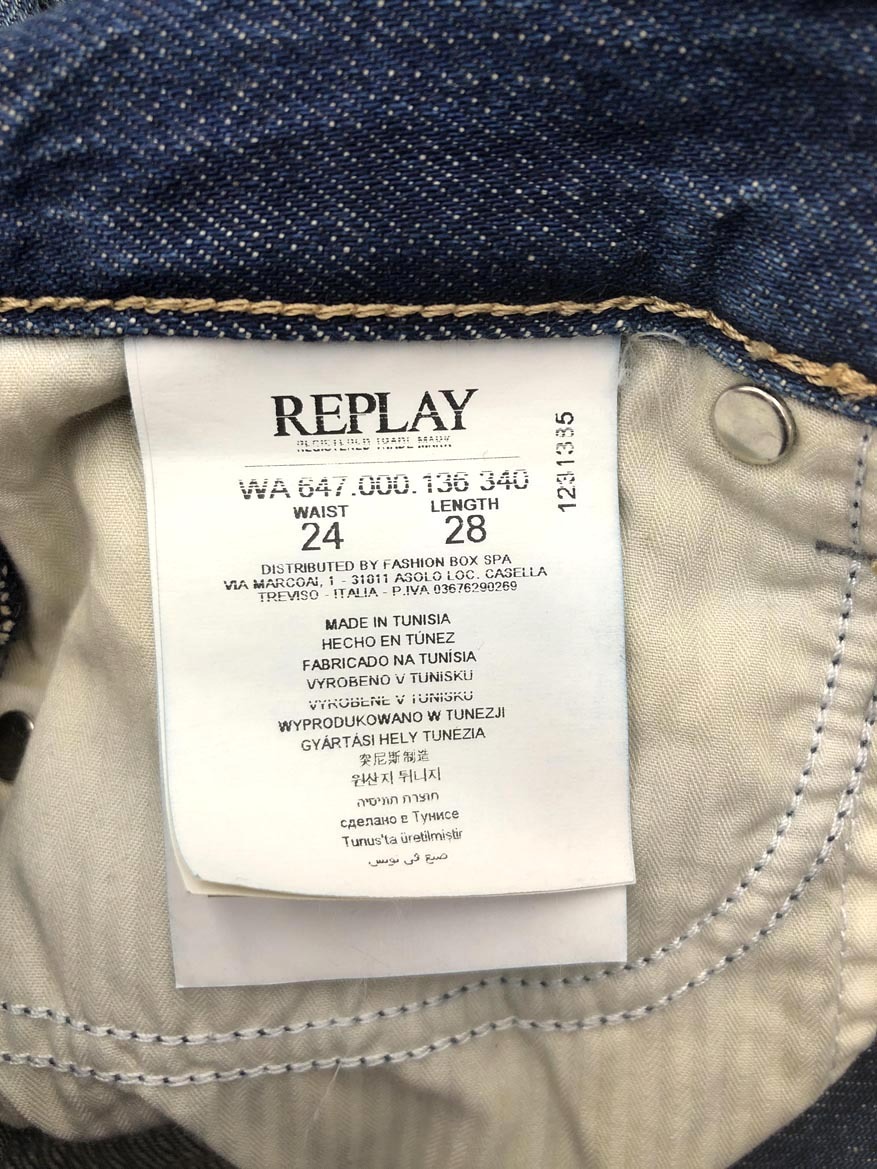 REPLAY
REGISTERED TRADE MARK
WA 647.000.136 340
WAIST LENGTH
24 28
DISTRIBUTED BY FASHION BOX SPA
VIA MARCOAI, 1 - 31011 ASOLO LOC. CASELLA
TREVISO - ITALIA - P.IVA 03676290269
MADE IN TUNISIA
HECHO EN TÚNEZ
FABRICADO NA TUNÍSIA
VYROBENO V TUNISKU
VYROBENÉ V TUNISKU
WYPRODUKOWANO W TUNEZJI
GYÁRTÁSI HELY TUNÉZIA
突尼斯制造
원산지 튀니지
תוצרת תוניסיה
сделано в Тунисе
Tunus'ta üretilmiştir
صنع في تونس